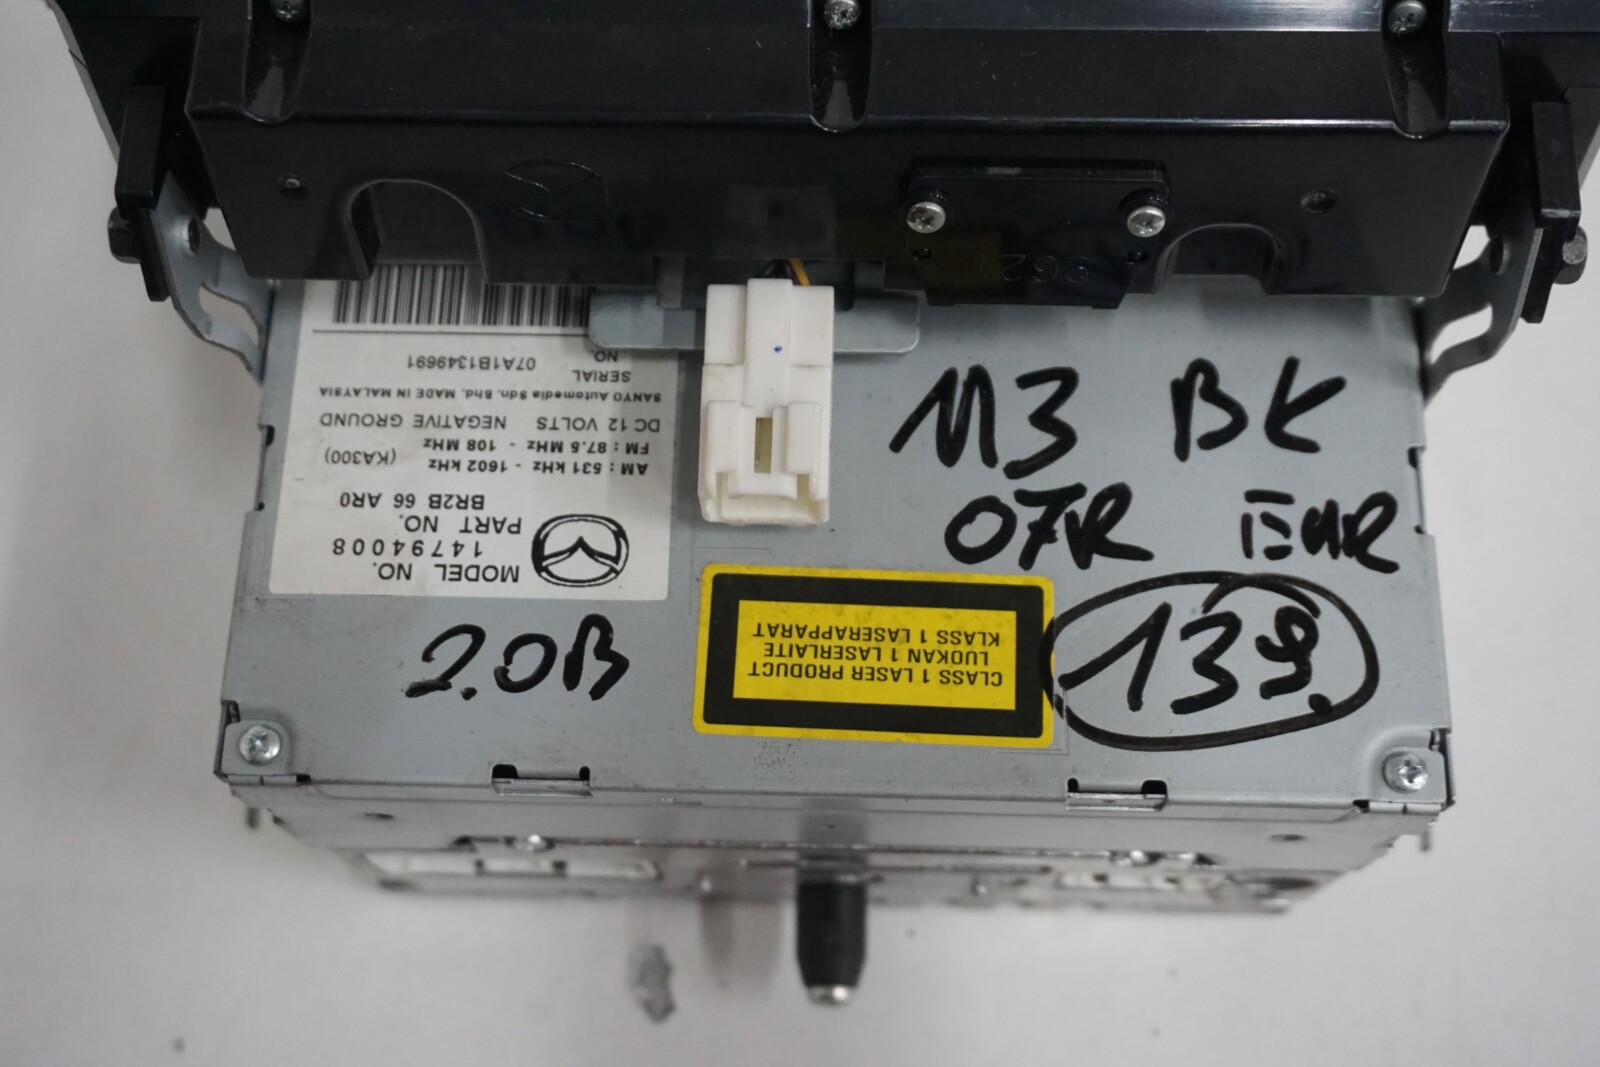 M3 BK
07R EUR
139.
2.0B
MODEL NO.
14794008
PART NO.
BR2B 66 AR0
AM : 531 kHz - 1602 kHz (KA300)
FM : 87.5 MHz - 108 MHz
DC 12 VOLTS NEGATIVE GROUND
SANYO Automedia Sdn. Bhd. MADE IN MALAYSIA
SERIAL NO. 07A1B1349691
CLASS 1 LASER PRODUCT
LUOKAN 1 LASERLAITE
KLASS 1 LASERAPPARAT